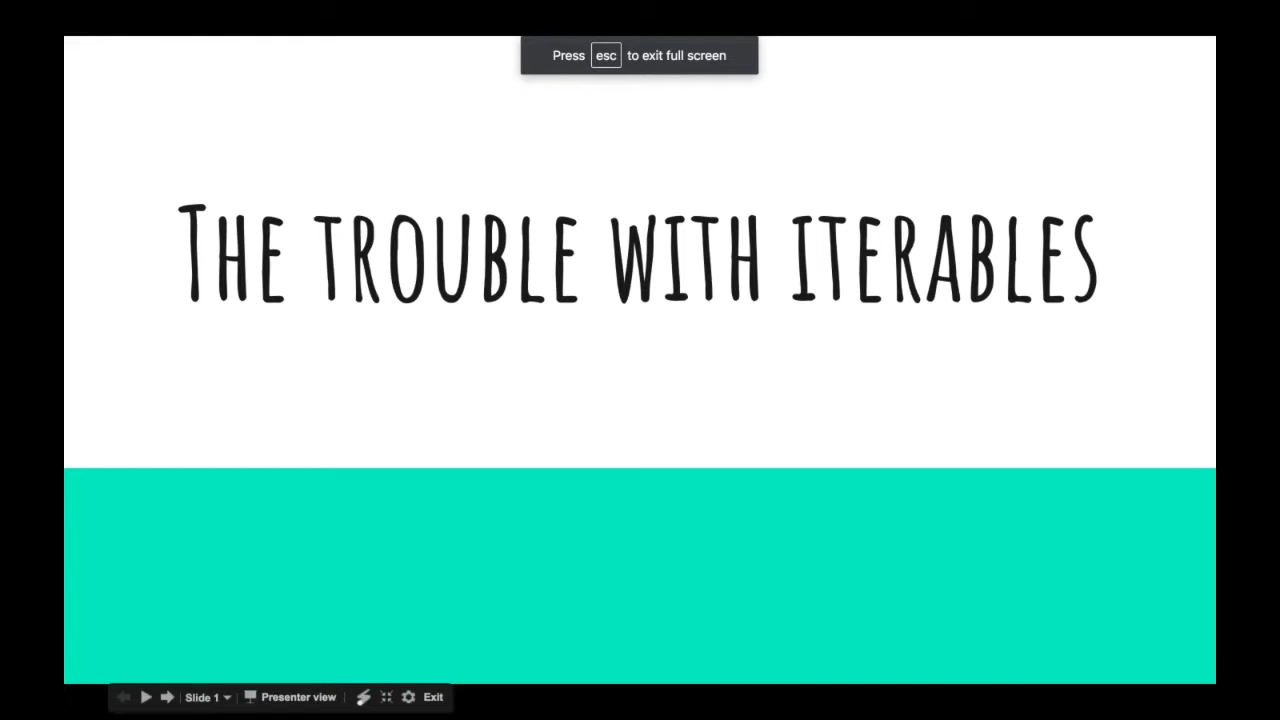 Press esc to exit full screen
The trouble with iterables
Slide 1 Presenter view Exit